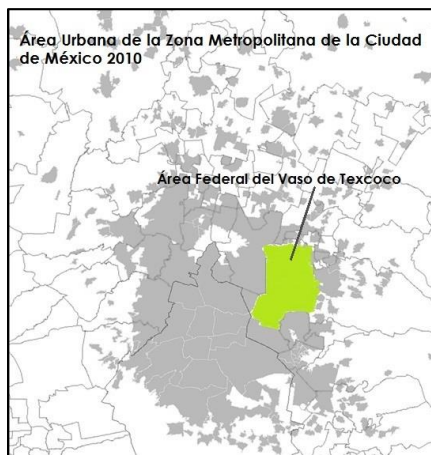 Área Urbana de la Zona Metropolitana de la Ciudad
de México 2010
Área Federal del Vaso de Texcoco